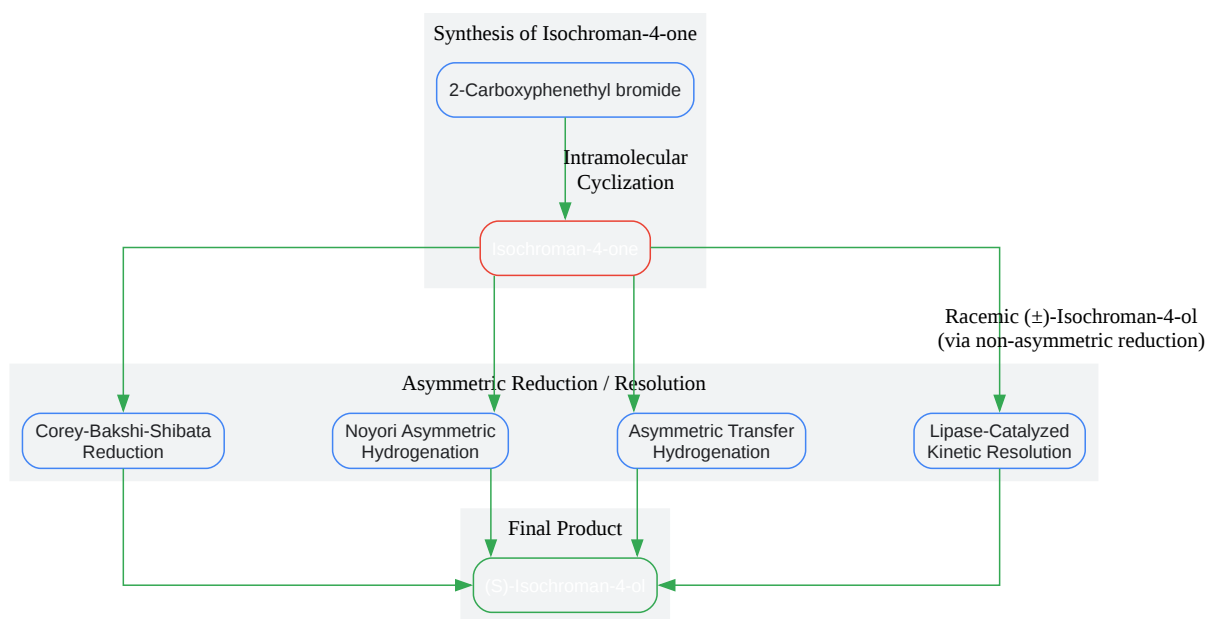 Synthesis of Isochroman-4-one
2-Carboxyphenethyl bromide
Intramolecular
Cyclization
Isochroman-4-one
Racemic (±)-Isochroman-4-ol
(via non-asymmetric reduction)
Asymmetric Reduction / Resolution
Corey-Bakshi-Shibata
Reduction
Noyori Asymmetric
Hydrogenation
Asymmetric Transfer
Hydrogenation
Lipase-Catalyzed
Kinetic Resolution
Final Product
(S)-Isochroman-4-ol